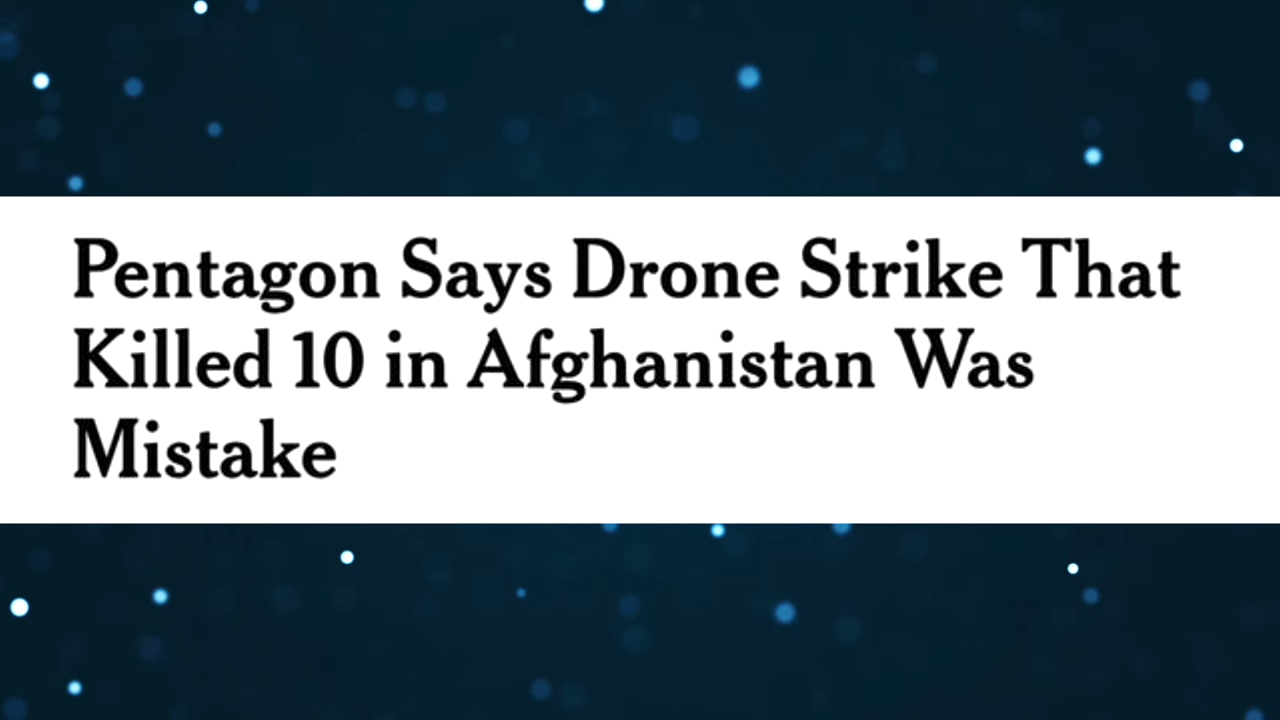 Pentagon Says Drone Strike That
Killed 10 in Afghanistan Was
Mistake